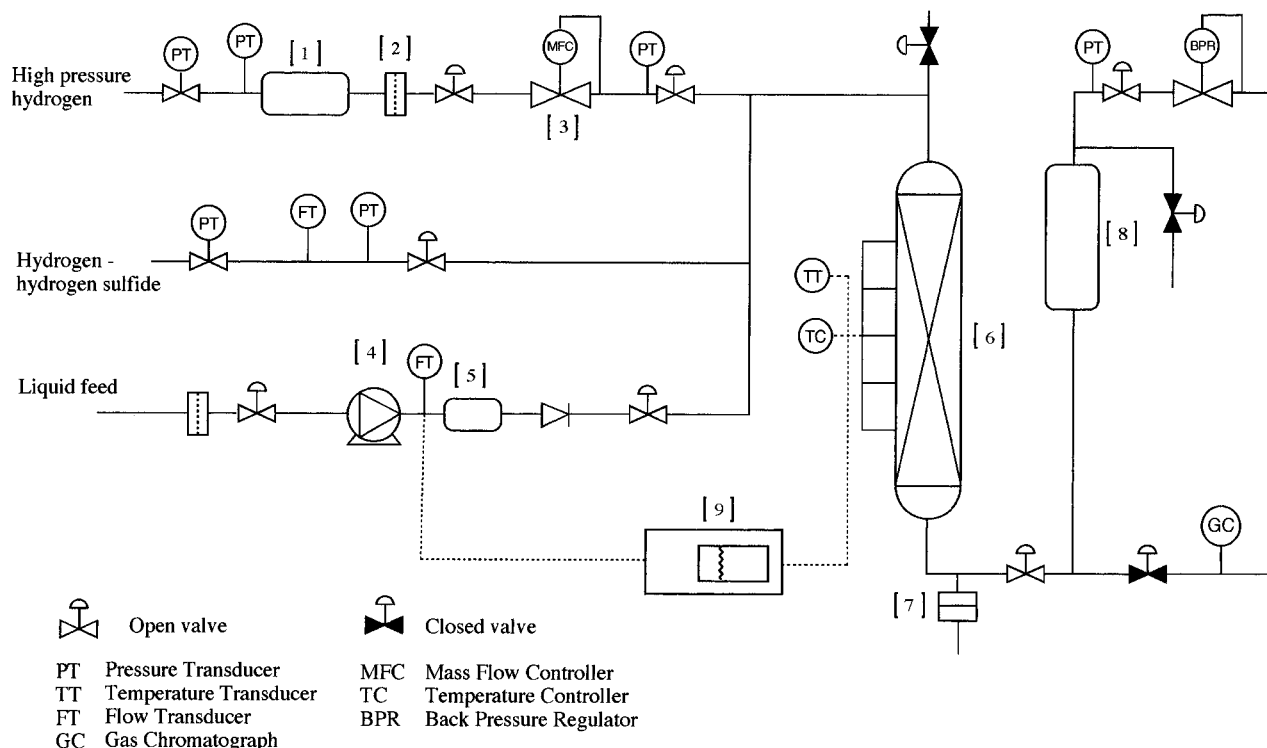 PT
PT
[ 1 ]
[ 2 ]
MFC
PT
PT
BPR
High pressure
hydrogen
[ 3 ]
PT
FT
PT
[ 8 ]
Hydrogen -
hydrogen sulfide
TT
TC
[ 6 ]
[ 4 ]
FT
[ 5 ]
Liquid feed
[ 9 ]
GC
[ 7 ]
Open valve
Closed valve
PT Pressure Transducer
TT Temperature Transducer
FT Flow Transducer
GC Gas Chromatograph
MFC Mass Flow Controller
TC Temperature Controller
BPR Back Pressure Regulator